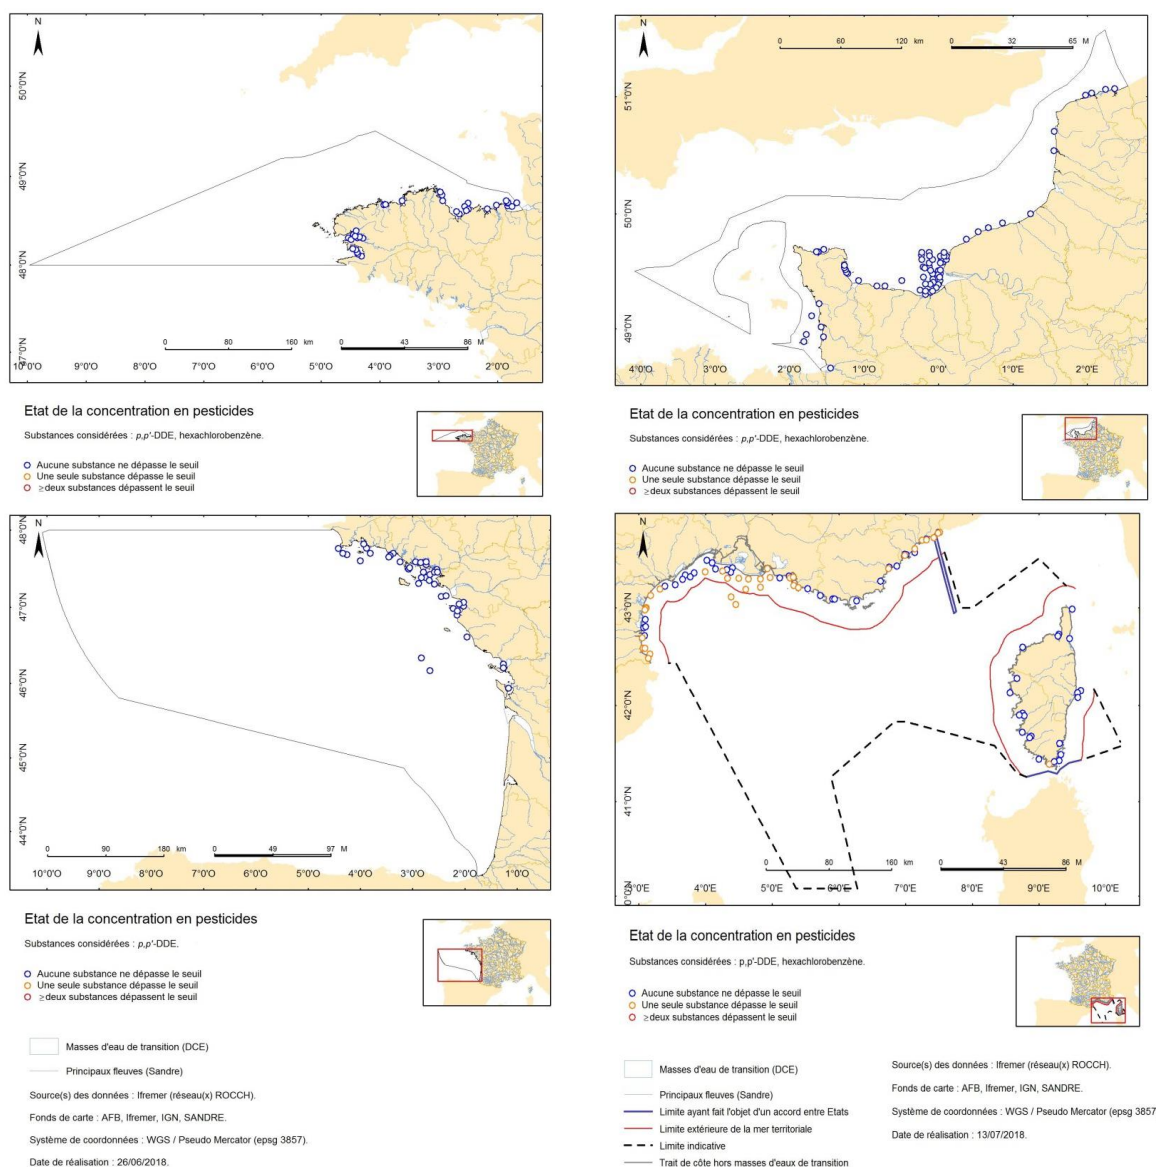 N
50°0'N
49°0'N
48°0'N
47°0'N
0 80 160 km 0 43 86 M
10°0'O 9°0'O 8°0'O 7°0'O 6°0'O 5°0'O 4°0'O 3°0'O 2°0'O
Etat de la concentration en pesticides
Substances considérées : p,p'-DDE, hexachlorobenzène.
Aucune substance ne dépasse le seuil
Une seule substance dépasse le seuil
≥deux substances dépassent le seuil
N
0 60 120 km 0 32 65 M
51°0'N
50°0'N
49°0'N
4°0'O 3°0'O 2°0'O 1°0'O 0°0' 1°0'E 2°0'E
Etat de la concentration en pesticides
Substances considérées : p,p'-DDE, hexachlorobenzène.
Aucune substance ne dépasse le seuil
Une seule substance dépasse le seuil
≥deux substances dépassent le seuil
N
48°0'N
47°0'N
46°0'N
45°0'N
44°0'N
0 90 180 km 0 49 97 M
10°0'O 9°0'O 8°0'O 7°0'O 6°0'O 5°0'O 4°0'O 3°0'O 2°0'O 1°0'O
Etat de la concentration en pesticides
Substances considérées : p,p'-DDE.
Aucune substance ne dépasse le seuil
Une seule substance dépasse le seuil
≥deux substances dépassent le seuil
Masses d'eau de transition (DCE)
Principaux fleuves (Sandre)
Source(s) des données : Ifremer (réseau(x) ROCCH).
Fonds de carte : AFB, Ifremer, IGN, SANDRE.
Système de coordonnées : WGS / Pseudo Mercator (epsg 3857).
Date de réalisation : 26/06/2018.
N
43°0'N
42°0'N
41°0'N
0 80 160 km 0 43 86 M
4°0'E 5°0'E 6°0'E 7°0'E 8°0'E 9°0'E 10°0'E
Etat de la concentration en pesticides
Substances considérées : p,p'-DDE, hexachlorobenzène.
Aucune substance ne dépasse le seuil
Une seule substance dépasse le seuil
≥deux substances dépassent le seuil
Masses d'eau de transition (DCE)
Principaux fleuves (Sandre)
Limite ayant fait l'objet d'un accord entre Etats
Limite extérieure de la mer territoriale
Limite indicative
Trait de côte hors masses d'eaux de transition
Source(s) des données : Ifremer (réseau(x) ROCCH).
Fonds de carte : AFB, Ifremer, IGN, SANDRE.
Système de coordonnées : WGS / Pseudo Mercator (epsg 3857
Date de réalisation : 13/07/2018.